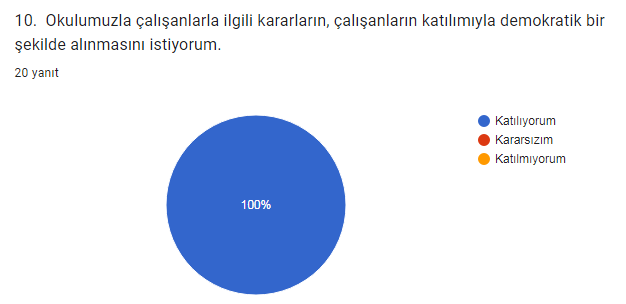 10. Okulumuzla çalışanlarla ilgili kararların, çalışanların katılımıyla demokratik bir
şekilde alınmasını istiyorum.
20 yanıt
Katılıyorum
Kararsızım
Katılmıyorum
100%